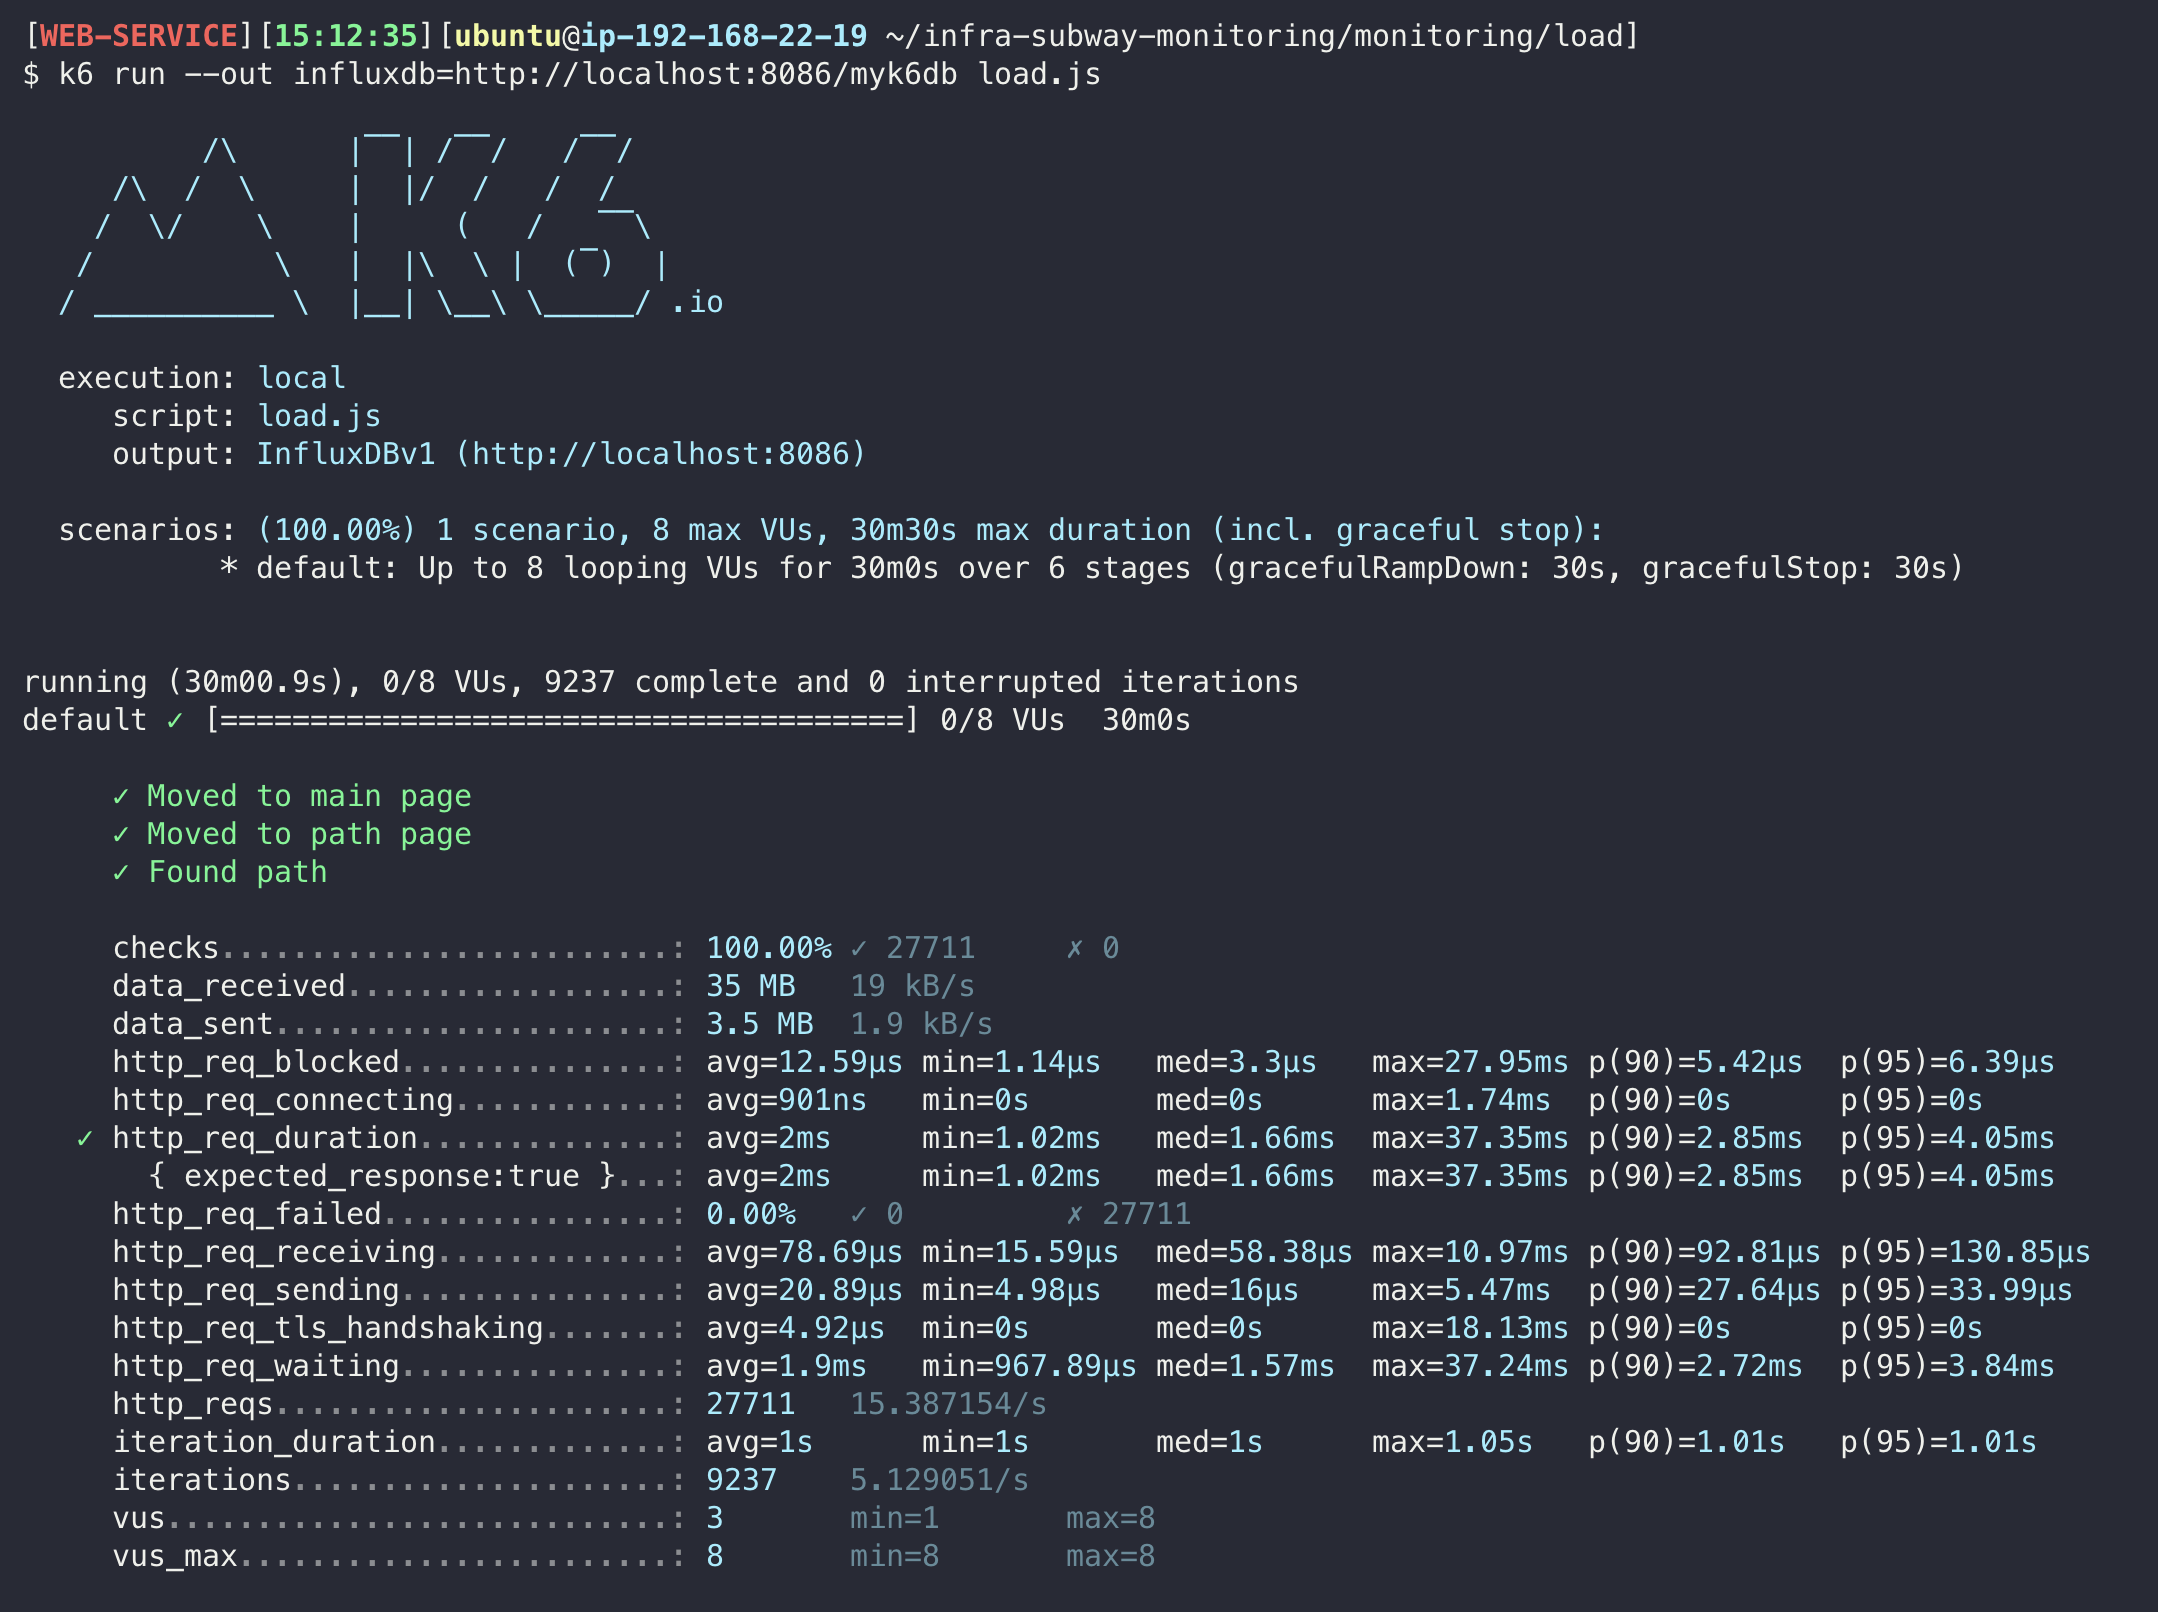 [WEB-SERVICE][15:12:35][ubuntu@ip-192-168-22-19 ~/infra-subway-monitoring/monitoring/load]
$ k6 run --out influxdb=http://localhost:8086/myk6db load.js
          /\      |‾‾| /‾‾/   /‾‾/
     /\  /  \     |  |/  /   /  /
    /  \/    \    |     (   /   ‾‾\
   /          \   |  |\  \ |  (‾)  |
  / __________ \  |__| \__\ \_____/ .io
  execution: local
     script: load.js
     output: InfluxDBv1 (http://localhost:8086)
  scenarios: (100.00%) 1 scenario, 8 max VUs, 30m30s max duration (incl. graceful stop):
           * default: Up to 8 looping VUs for 30m0s over 6 stages (gracefulRampDown: 30s, gracefulStop: 30s)
running (30m00.9s), 0/8 VUs, 9237 complete and 0 interrupted iterations
default ✓ [======================================] 0/8 VUs  30m0s
     ✓ Moved to main page
     ✓ Moved to path page
     ✓ Found path
     checks.........................: 100.00% ✓ 27711     ✗ 0
     data_received..................: 35 MB   19 kB/s
     data_sent......................: 3.5 MB  1.9 kB/s
     http_req_blocked...............: avg=12.59µs min=1.14µs   med=3.3µs   max=27.95ms p(90)=5.42µs  p(95)=6.39µs
     http_req_connecting............: avg=901ns   min=0s       med=0s      max=1.74ms  p(90)=0s      p(95)=0s
   ✓ http_req_duration..............: avg=2ms     min=1.02ms   med=1.66ms  max=37.35ms p(90)=2.85ms  p(95)=4.05ms
       { expected_response:true }...: avg=2ms     min=1.02ms   med=1.66ms  max=37.35ms p(90)=2.85ms  p(95)=4.05ms
     http_req_failed................: 0.00%   ✓ 0         ✗ 27711
     http_req_receiving.............: avg=78.69µs min=15.59µs  med=58.38µs max=10.97ms p(90)=92.81µs p(95)=130.85µs
     http_req_sending...............: avg=20.89µs min=4.98µs   med=16µs    max=5.47ms  p(90)=27.64µs p(95)=33.99µs
     http_req_tls_handshaking.......: avg=4.92µs  min=0s       med=0s      max=18.13ms p(90)=0s      p(95)=0s
     http_req_waiting...............: avg=1.9ms   min=967.89µs med=1.57ms  max=37.24ms p(90)=2.72ms  p(95)=3.84ms
     http_reqs......................: 27711   15.387154/s
     iteration_duration.............: avg=1s      min=1s       med=1s      max=1.05s   p(90)=1.01s   p(95)=1.01s
     iterations.....................: 9237    5.129051/s
     vus............................: 3       min=1       max=8
     vus_max........................: 8       min=8       max=8